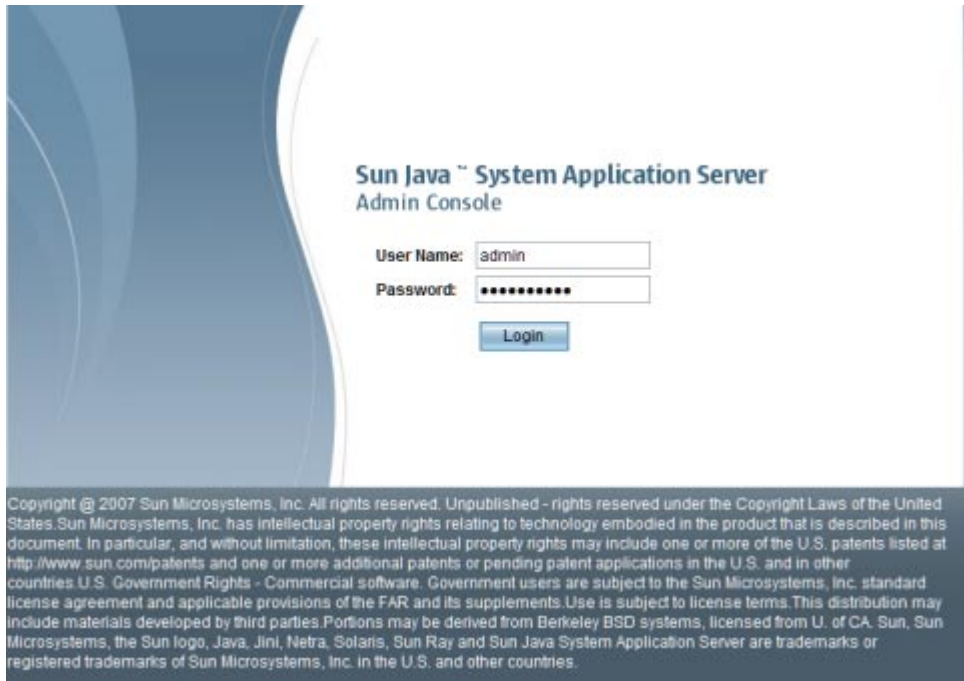 Sun Java ™ System Application Server
Admin Console
User Name: admin
Password: ••••••••••
Login
Copyright @ 2007 Sun Microsystems, Inc. All rights reserved. Unpublished - rights reserved under the Copyright Laws of the United
States.Sun Microsystems, Inc. has intellectual property rights relating to technology embodied in the product that is described in this
document. In particular, and without limitation, these intellectual property rights may include one or more of the U.S. patents listed at
http://www.sun.com/patents and one or more additional patents or pending patent applications in the U.S. and in other
countries.U.S. Government Rights - Commercial software. Government users are subject to the Sun Microsystems, Inc. standard
license agreement and applicable provisions of the FAR and its supplements.Use is subject to license terms.This distribution may
include materials developed by third parties.Portions may be derived from Berkeley BSD systems, licensed from U. of CA. Sun, Sun
Microsystems, the Sun logo, Java, Jini, Netra, Solaris, Sun Ray and Sun Java System Application Server are trademarks or
registered trademarks of Sun Microsystems, Inc. in the U.S. and other countries.